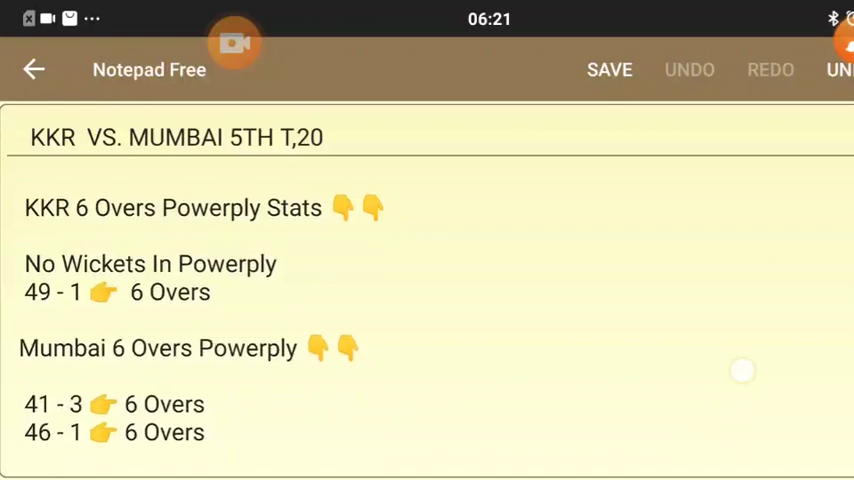 06:21
Notepad Free SAVE UNDO REDO UN
KKR VS. MUMBAI 5TH T,20
KKR 6 Overs Powerply Stats 👇👇
No Wickets In Powerply
49 - 1 👉 6 Overs
Mumbai 6 Overs Powerply 👇👇
41 - 3 👉 6 Overs
46 - 1 👉 6 Overs